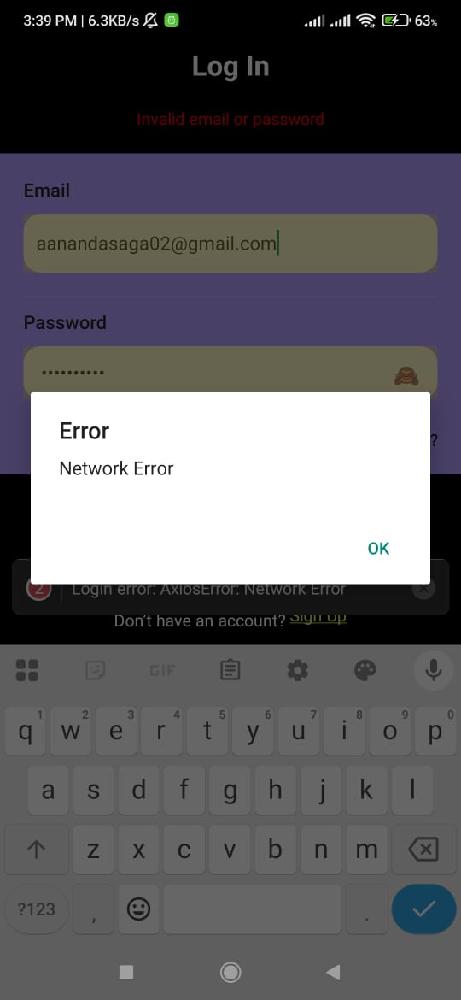 3:39 PM | 6.3KB/s 63%
Log In
Invalid email or password
Email
aanandasaga02@gmail.com
Password
••••••••••
Error
?
Network Error
OK
2 Login error: AxiosError: Network Error
Don't have an account? Sign Up
GIF
1 2 3 4 5 6 7 8 9 0
q w e r t y u i o p
a s d f g h j k l
z x c v b n m
?123 , .